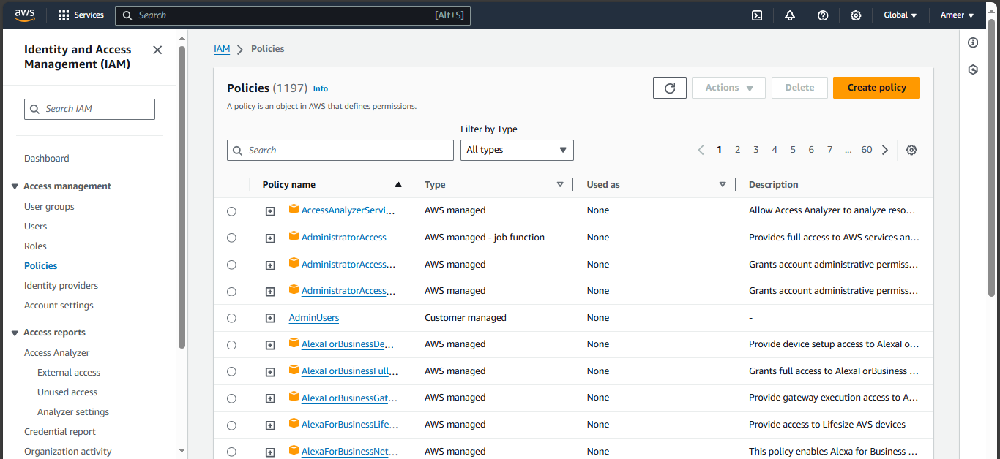 aws
Services
Search [Alt+S]
Global
Ameer
Identity and Access
Management (IAM)
Search IAM
Dashboard
Access management
User groups
Users
Roles
Policies
Identity providers
Account settings
Access reports
Access Analyzer
External access
Unused access
Analyzer settings
Credential report
Organization activity
IAM > Policies
Policies (1197) Info
A policy is an object in AWS that defines permissions.
Actions
Delete
Create policy
Filter by Type
Search
All types
< 1 2 3 4 5 6 7 ... 60 >
Policy name Type Used as Description
AccessAnalyzerServi... AWS managed None Allow Access Analyzer to analyze reso...
AdministratorAccess AWS managed - job function None Provides full access to AWS services an...
AdministratorAccess... AWS managed None Grants account administrative permiss...
AdministratorAccess... AWS managed None Grants account administrative permiss...
AdminUsers Customer managed None -
AlexaForBusinessDe... AWS managed None Provide device setup access to AlexaFo...
AlexaForBusinessFull... AWS managed None Grants full access to AlexaForBusiness ...
AlexaForBusinessGat... AWS managed None Provide gateway execution access to A...
AlexaForBusinessLife... AWS managed None Provide access to Lifesize AVS devices
AlexaForBusinessNet... AWS managed None This policy enables Alexa for Business ...